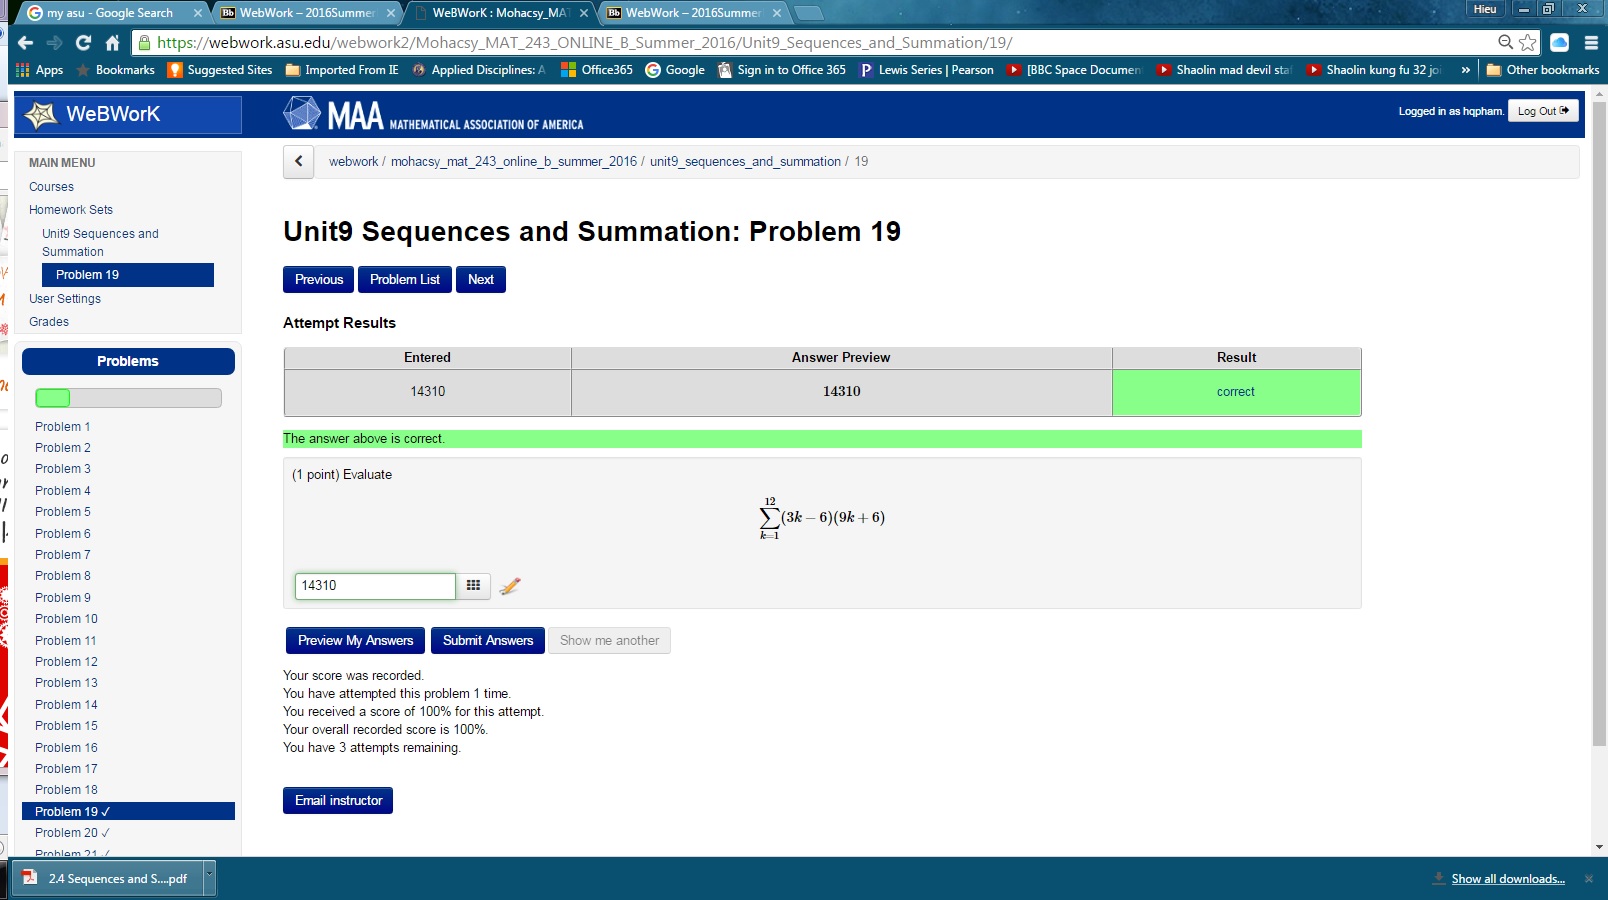 my asu - Google Search
WebWork – 2016Summer
WeBWorK : Mohacsy_MA
WebWork – 2016Summer
Hieu
https://webwork.asu.edu/webwork2/Mohacsy_MAT_243_ONLINE_B_Summer_2016/Unit9_Sequences_and_Summation/19/
Apps Bookmarks Suggested Sites Imported From IE Applied Disciplines: A Office365 Google Sign in to Office 365 Lewis Series | Pearson [BBC Space Documen Shaolin mad devil sta Shaolin kung fu 32 joi » Other bookmarks
WeBWorK
MAA MATHEMATICAL ASSOCIATION OF AMERICA
Logged in as hqpham. Log Out
MAIN MENU
Courses
Homework Sets
Unit9 Sequences and
Summation
Problem 19
User Settings
Grades
Problems
Problem 1
Problem 2
Problem 3
Problem 4
Problem 5
Problem 6
Problem 7
Problem 8
Problem 9
Problem 10
Problem 11
Problem 12
Problem 13
Problem 14
Problem 15
Problem 16
Problem 17
Problem 18
Problem 19 ✓
Problem 20 ✓
Problem 21 ✓
webwork / mohacsy_mat_243_online_b_summer_2016 / unit9_sequences_and_summation / 19
Unit9 Sequences and Summation: Problem 19
Previous Problem List Next
Attempt Results
Entered Answer Preview Result
14310 14310 correct
The answer above is correct.
(1 point) Evaluate
12
∑(3k − 6)(9k + 6)
k=1
14310
Preview My Answers Submit Answers Show me another
Your score was recorded.
You have attempted this problem 1 time.
You received a score of 100% for this attempt.
Your overall recorded score is 100%.
You have 3 attempts remaining.
Email instructor
2.4 Sequences and S....pdf
Show all downloads...